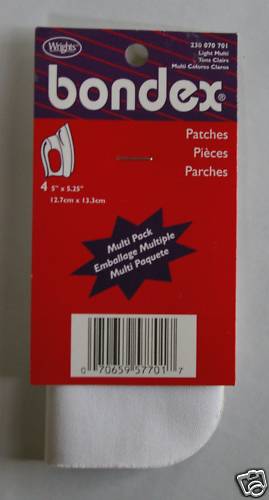 Wrights®
230 070 701
Light Multi
Tons Clairs
Multi Colores Claros
bondex®
Patches
Pièces
Parches
4 5" x 5.25"
12.7cm x 13.3cm
Multi Pack
Emballage Multiple
Multi Paquete
0 70659 57701 7
ebY